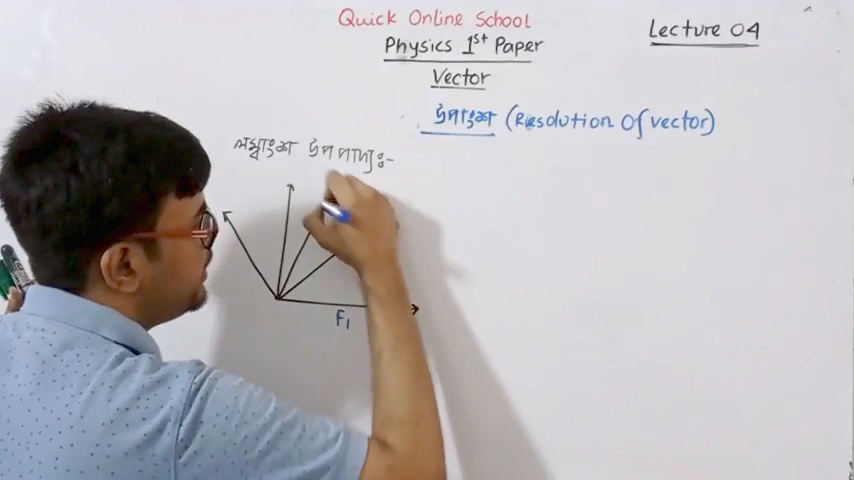 Quick Online School
Lecture 04
Physics 1st Paper
Vector
উপাংশ (Resolution Of vector)
লম্বাংশ উপপাদ্যঃ-
F1